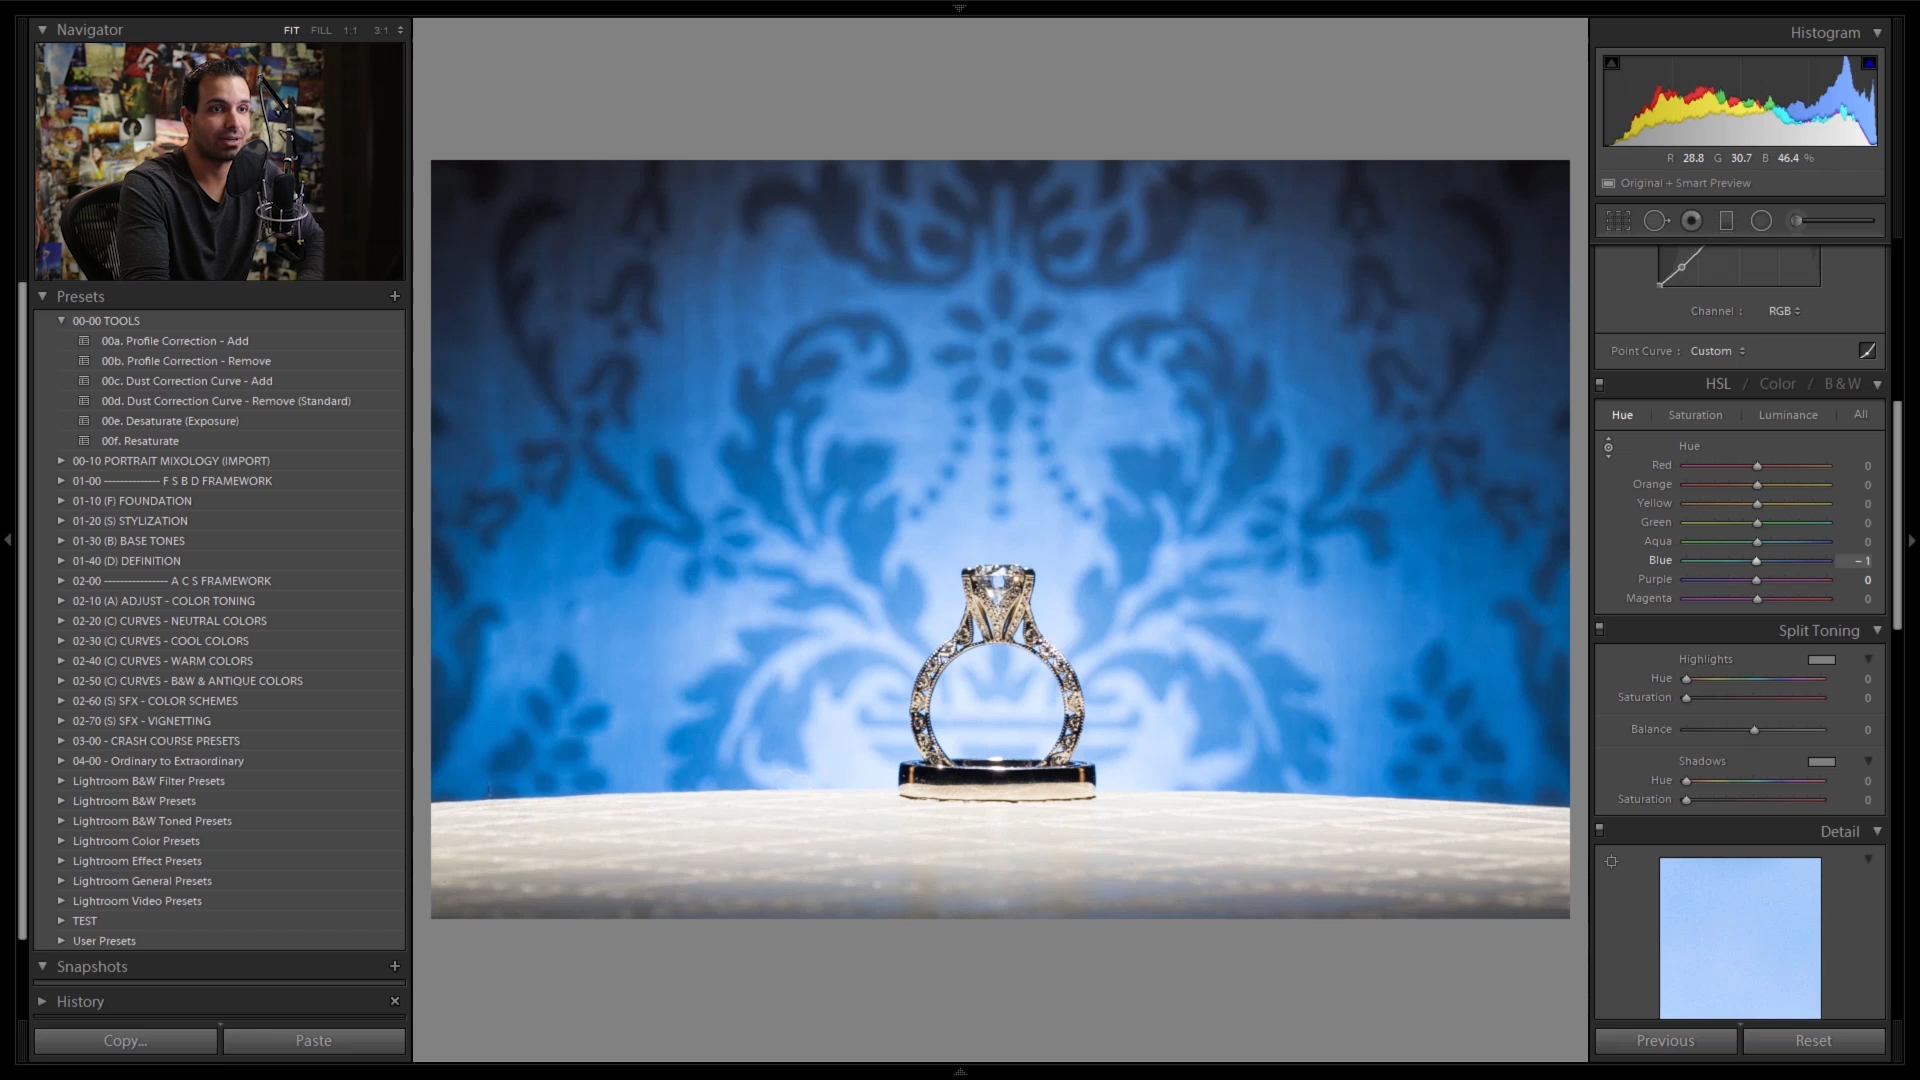 Navigator FIT FILL 1:1 3:1
Presets +
00-00 TOOLS
00a. Profile Correction - Add
00b. Profile Correction - Remove
00c. Dust Correction Curve - Add
00d. Dust Correction Curve - Remove (Standard)
00e. Desaturate (Exposure)
00f. Resaturate
00-10 PORTRAIT MIXOLOGY (IMPORT)
01-00 -------------- F S B D FRAMEWORK
01-10 (F) FOUNDATION
01-20 (S) STYLIZATION
01-30 (B) BASE TONES
01-40 (D) DEFINITION
02-00 ---------------- A C S FRAMEWORK
02-10 (A) ADJUST - COLOR TONING
02-20 (C) CURVES - NEUTRAL COLORS
02-30 (C) CURVES - COOL COLORS
02-40 (C) CURVES - WARM COLORS
02-50 (C) CURVES - B&W & ANTIQUE COLORS
02-60 (S) SFX - COLOR SCHEMES
02-70 (S) SFX - VIGNETTING
03-00 - CRASH COURSE PRESETS
04-00 - Ordinary to Extraordinary
Lightroom B&W Filter Presets
Lightroom B&W Presets
Lightroom B&W Toned Presets
Lightroom Color Presets
Lightroom Effect Presets
Lightroom General Presets
Lightroom Video Presets
TEST
User Presets
Snapshots +
History ×
Copy... Paste
Histogram
R 28.8 G 30.7 B 46.4 %
Original + Smart Preview
Channel : RGB
Point Curve : Custom
HSL / Color / B & W
Hue Saturation Luminance All
Hue
Red 0
Orange 0
Yellow 0
Green 0
Aqua 0
Blue - 1
Purple 0
Magenta 0
Split Toning
Highlights
Hue 0
Saturation 0
Balance 0
Shadows
Hue 0
Saturation 0
Detail
Previous Reset